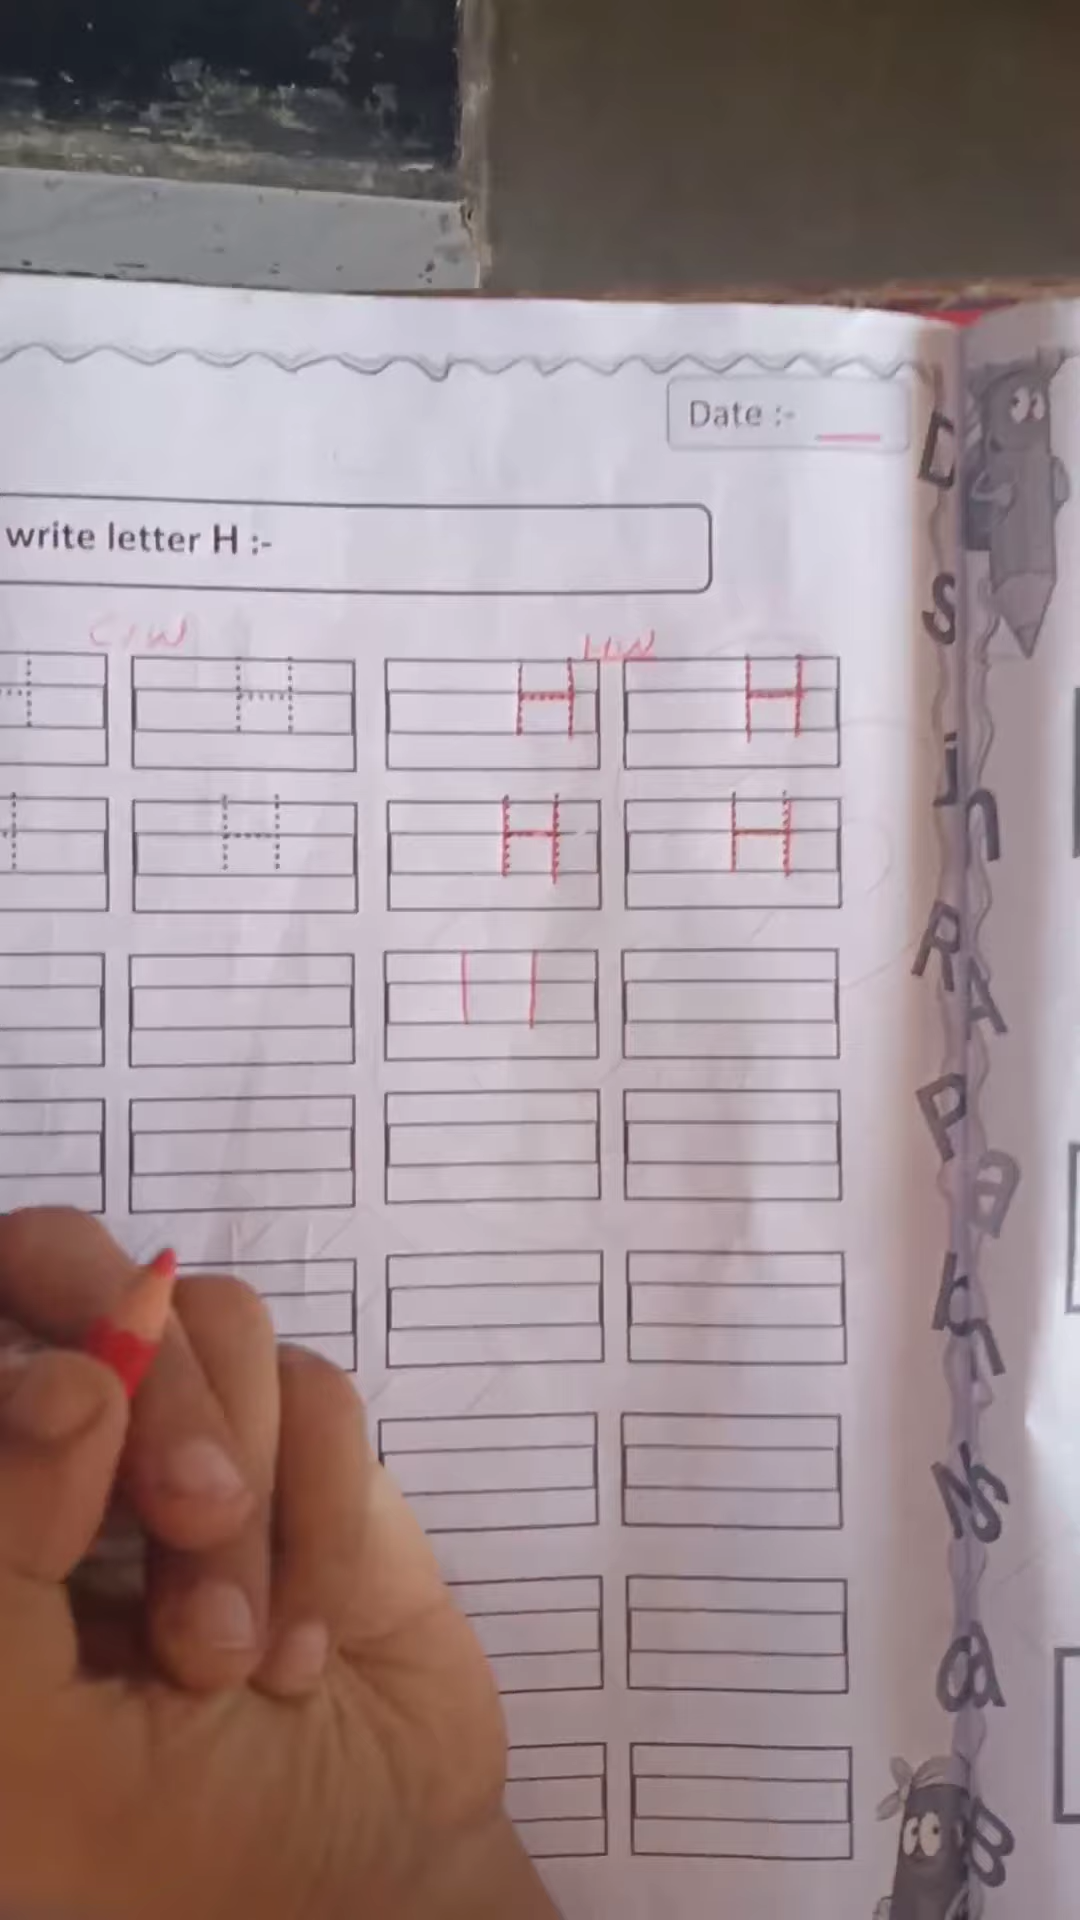 Date :-
write letter H :-
C/W H.W
H H H
H H H
D
S
j n
R A
P a
h
N S
a
B